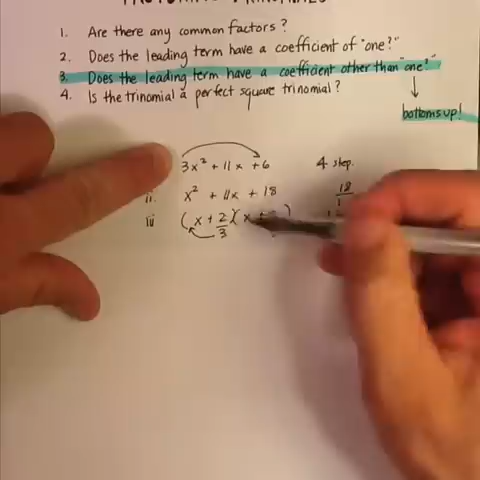 1. Are there any common factors?
2. Does the leading term have a coefficient of "one?"
3. Does the leading term have a coefficient other than "one?"
4. Is the trinomial a perfect square trinomial?
bottoms up!
3x² + 11x + 6 4 step.
ii. x² + 11x + 18 18
iii (x + 2/3)(x + ) 1